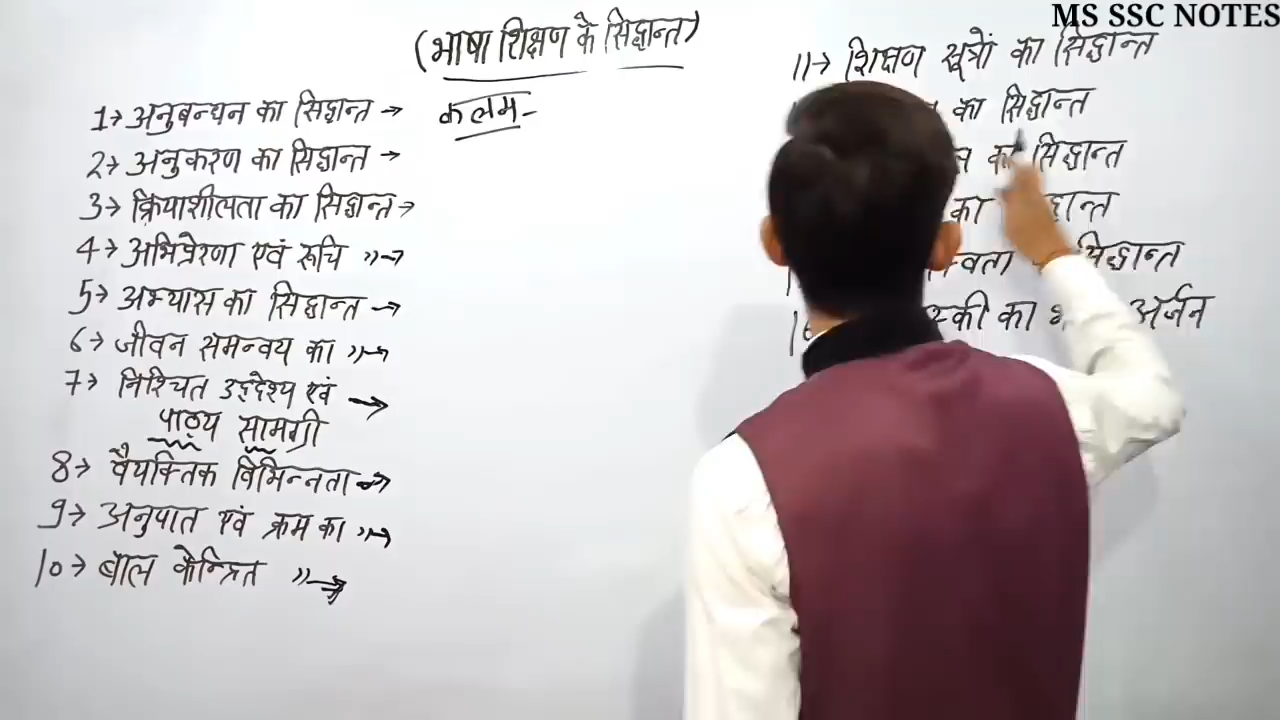 MS SSC NOTES
(भाषा शिक्षण के सिद्धान्त)
1→ अनुबन्धन का सिद्धान्त → कलम-
2→ अनुकरण का सिद्धान्त →
3→ क्रियाशीलता का सिद्धान्त →
4→ अभिप्रेरणा एवं रूचि ”→
5→ अभ्यास का सिद्धान्त →
6→ जीवन समन्वय का ”→
7→ निश्चित उद्देश्य एवं →
पाठ्य सामग्री
8→ वैयक्तिक विभिन्नता →
9→ अनुपात एवं क्रम का ”→
10→ बाल केन्द्रित ”→
11→ शिक्षण सूत्रों का सिद्धान्त
का सिद्धान्त
का सिद्धान्त
का
सिद्धान्त
का अर्जन